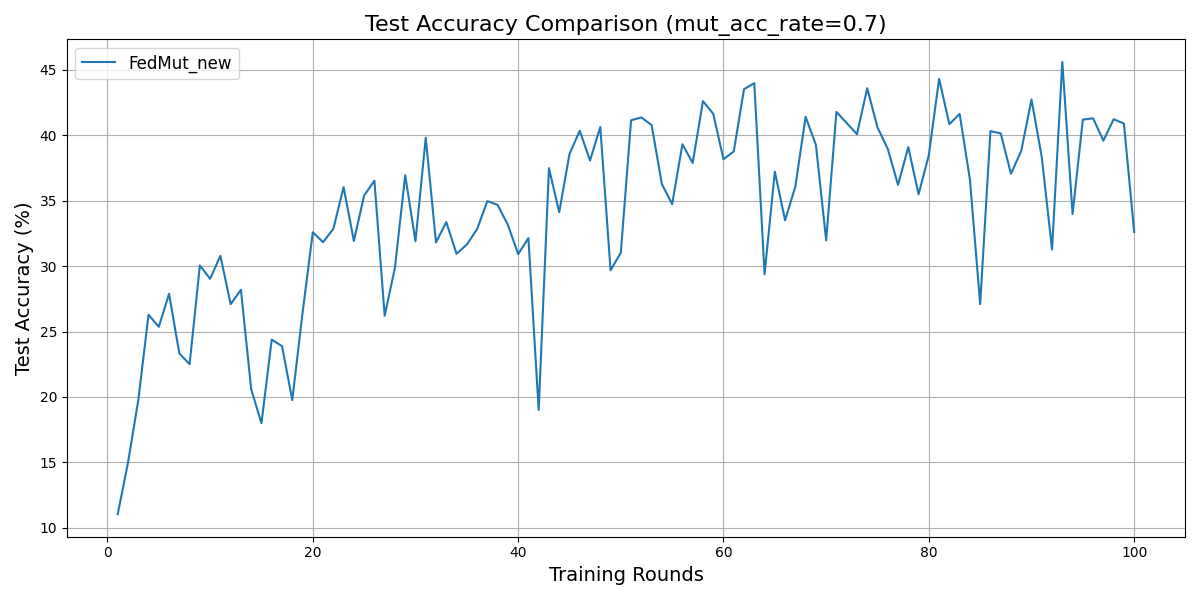 Test Accuracy Comparison (mut_acc_rate=0.7)
FedMut_new
Test Accuracy (%)
45
40
35
30
25
20
15
10
0 20 40 60 80 100
Training Rounds